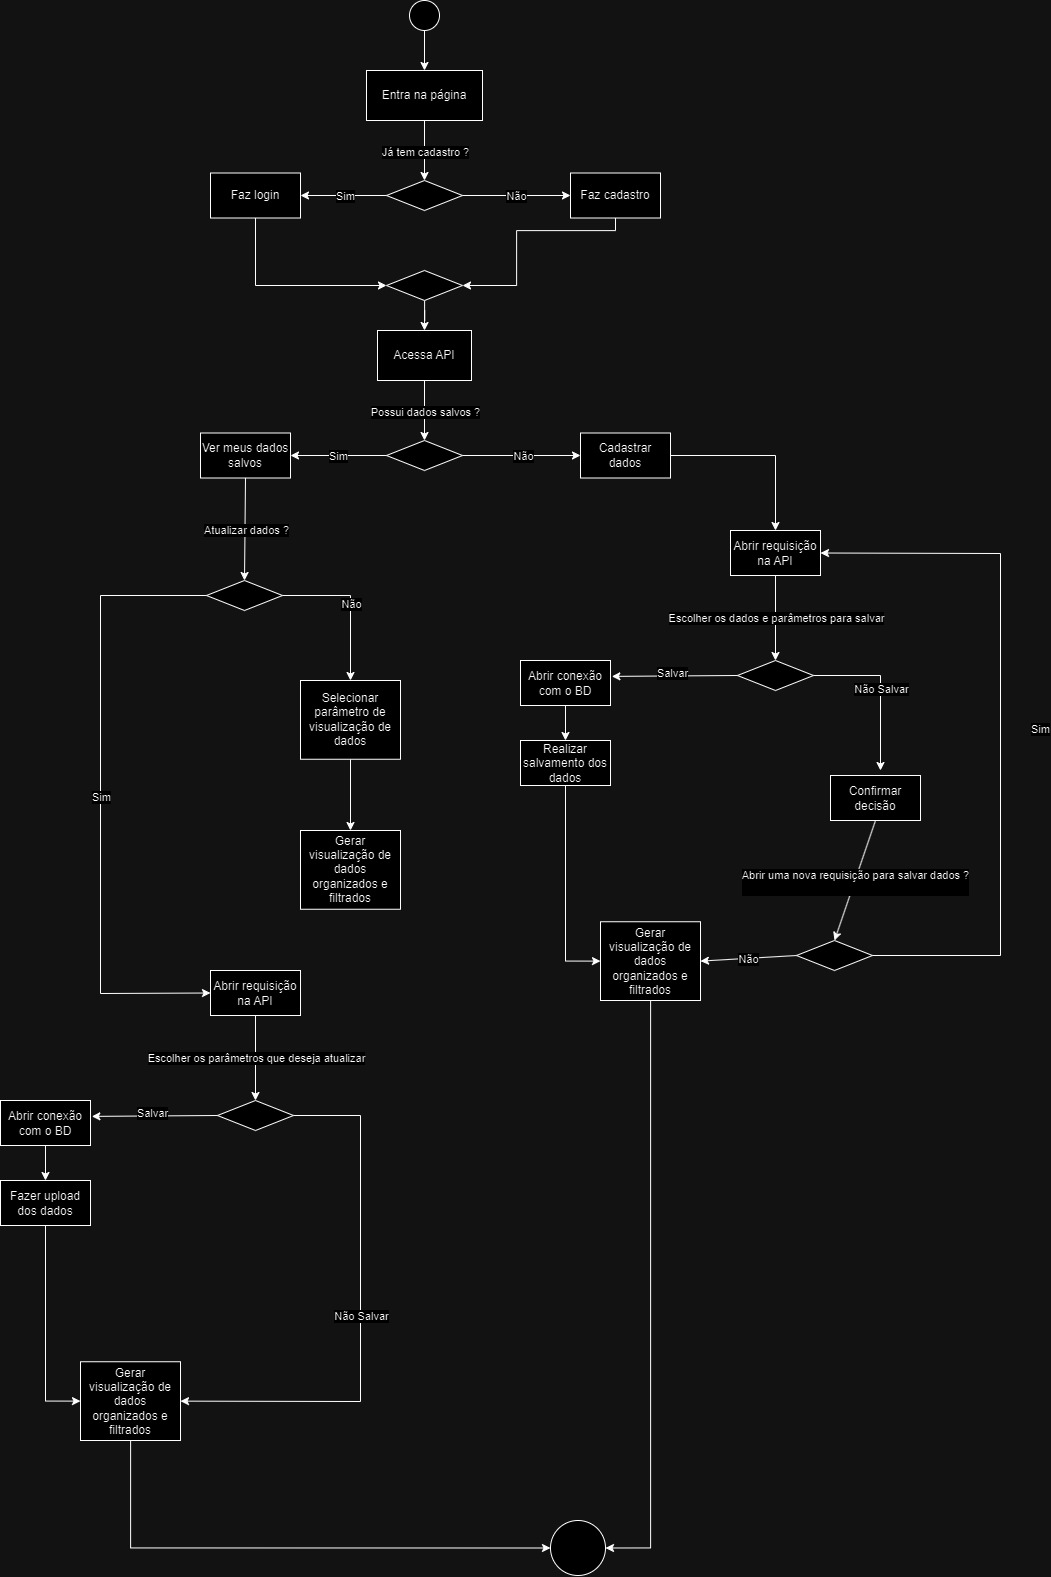 Entra na página
Já tem cadastro ?
Faz login
Sim
Não
Faz cadastro
Acessa API
Possui dados salvos ?
Ver meus dados
salvos
Sim
Não
Cadastrar
dados
Atualizar dados ?
Abrir requisição
na API
Não
Escolher os dados e parâmetros para salvar
Abrir conexão
com o BD
Salvar
Não Salvar
Selecionar
parâmetro de
visualização de
dados
Sim
Realizar
salvamento dos
dados
Sim
Confirmar
decisão
Gerar
visualização de
dados
organizados e
filtrados
Abrir uma nova requisição para salvar dados ?
Gerar
visualização de
dados
organizados e
filtrados
Não
Abrir requisição
na API
Escolher os parâmetros que deseja atualizar
Abrir conexão
com o BD
Salvar
Fazer upload
dos dados
Não Salvar
Gerar
visualização de
dados
organizados e
filtrados